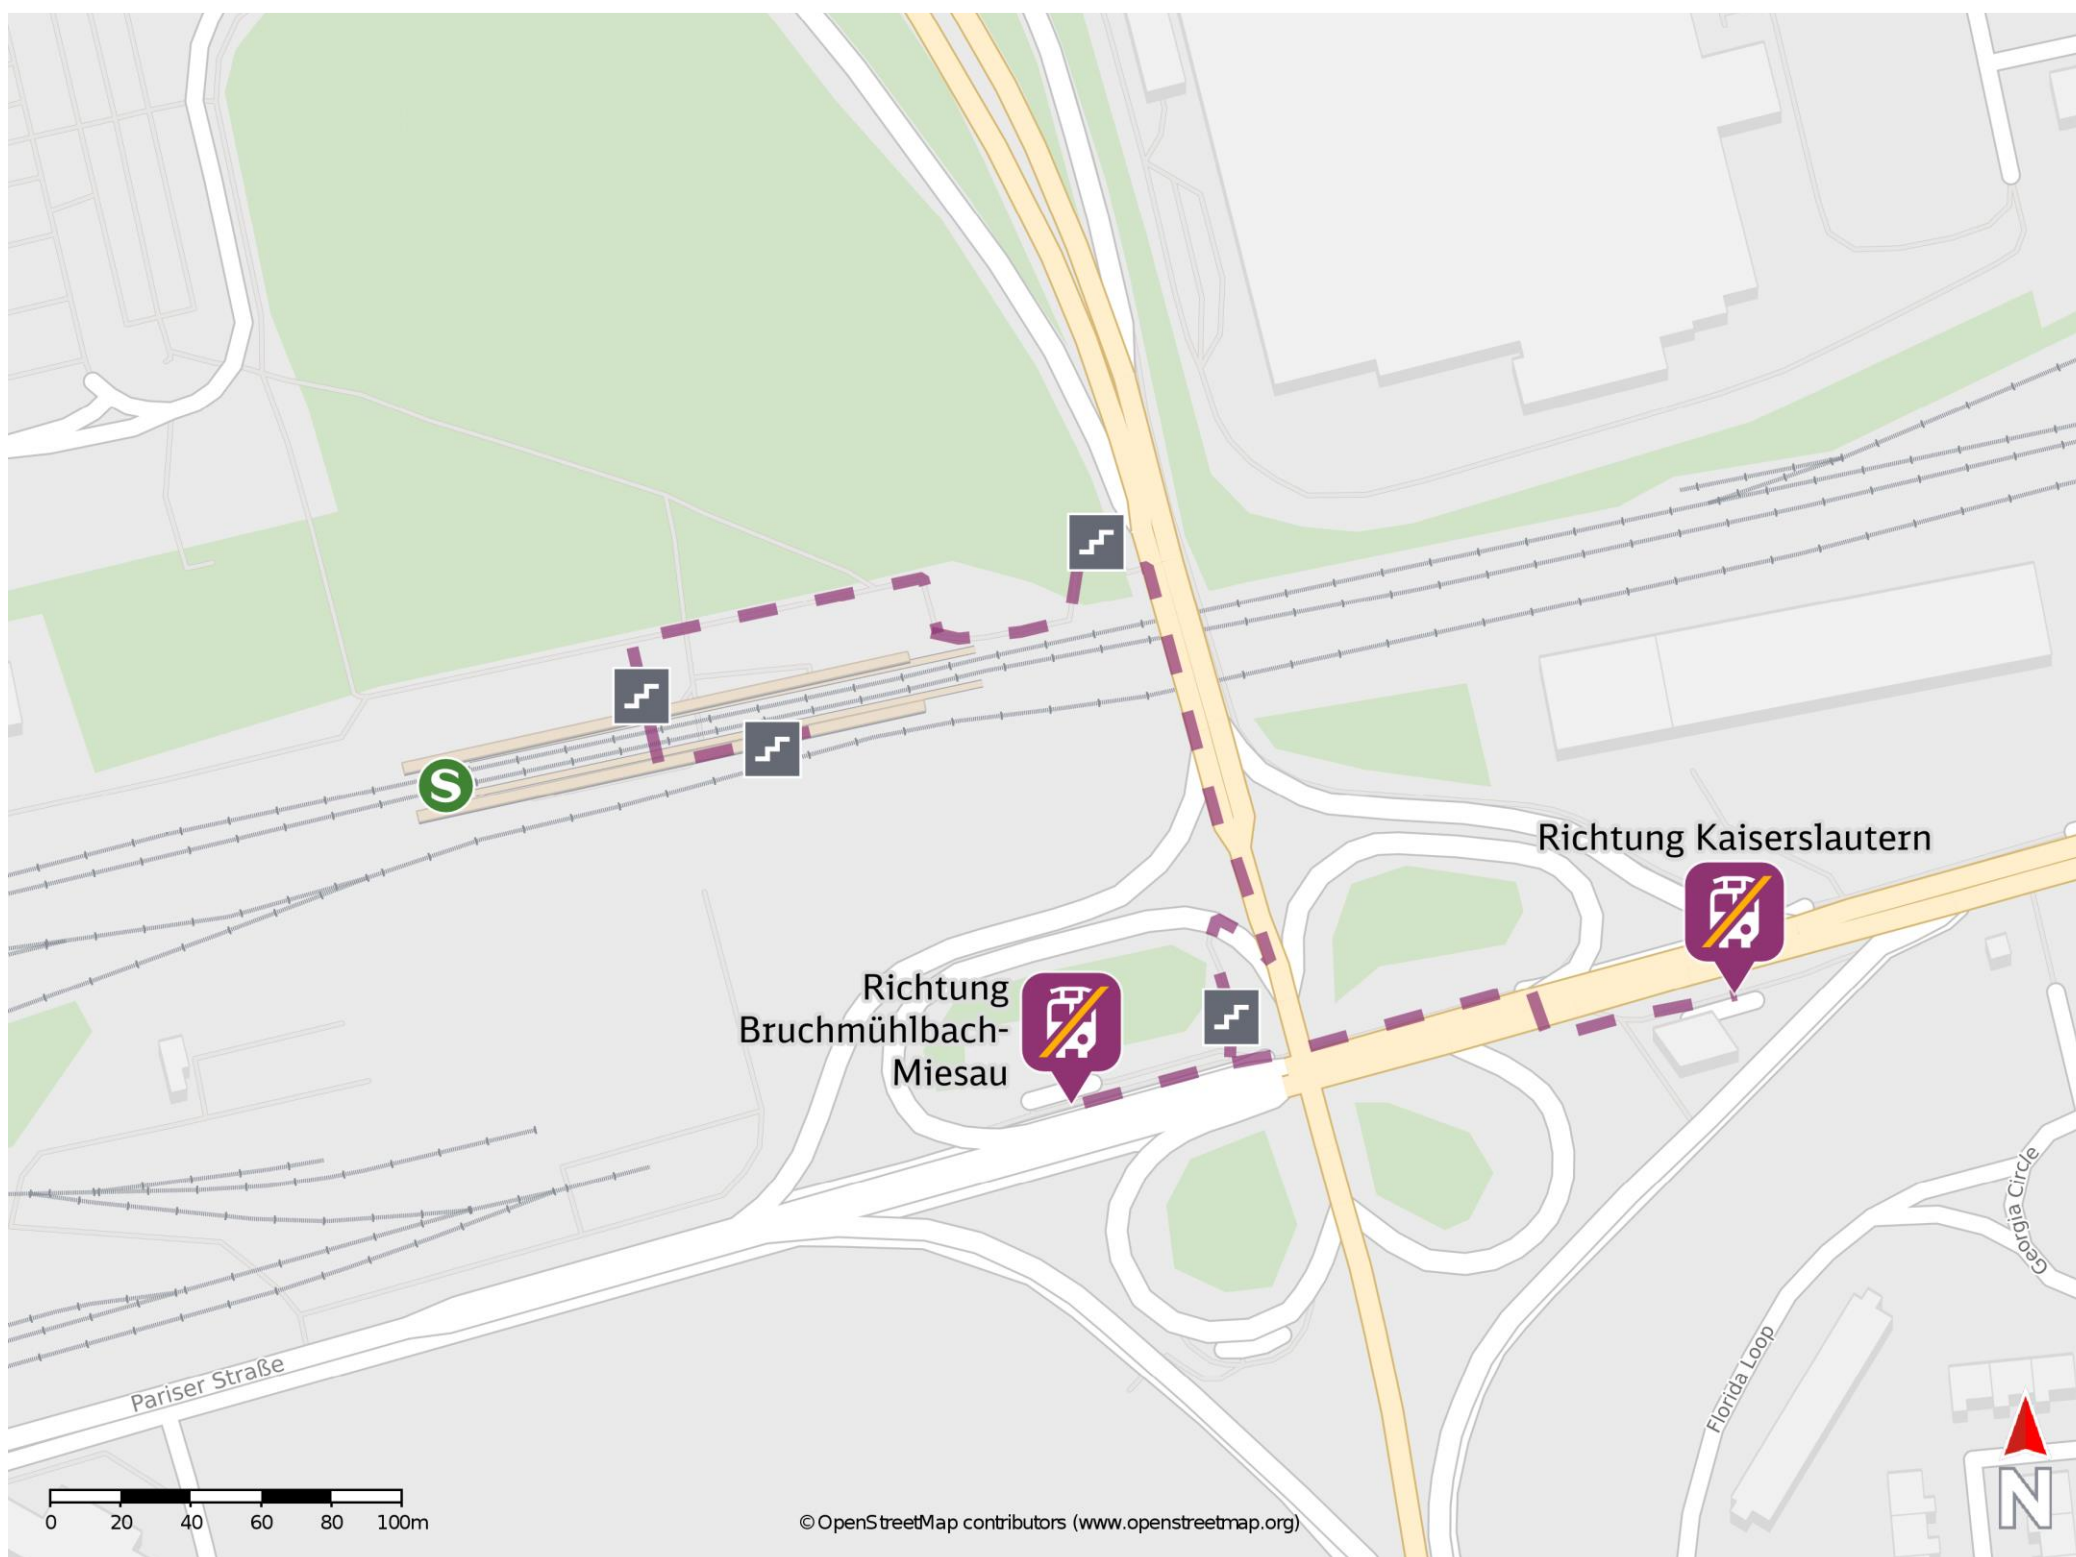 S
Richtung Kaiserslautern
Richtung
Bruchmühlbach-
Miesau
Georgia Circle
Florida Loop
Pariser Straße
0 20 40 60 80 100m
© OpenStreetMap contributors (www.openstreetmap.org)
N